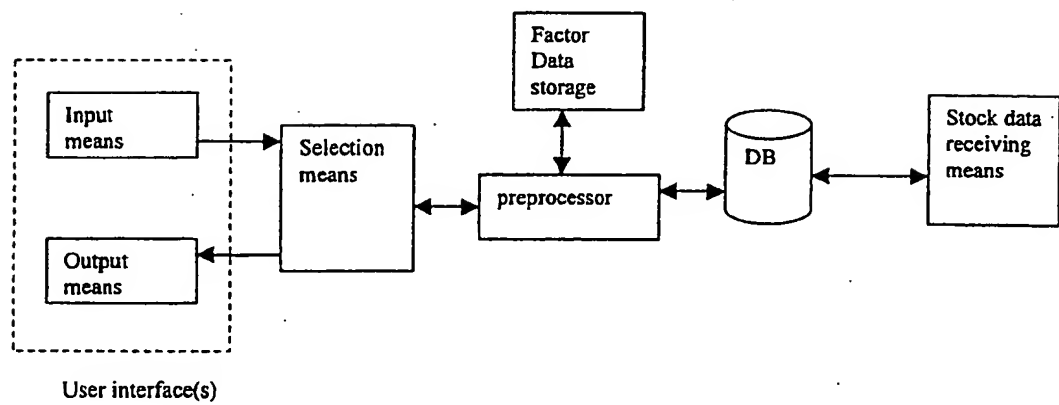 Factor
Data
storage
Input
means
Selection
means
preprocessor
DB
Stock data
receiving
means
Output
means
User interface(s)